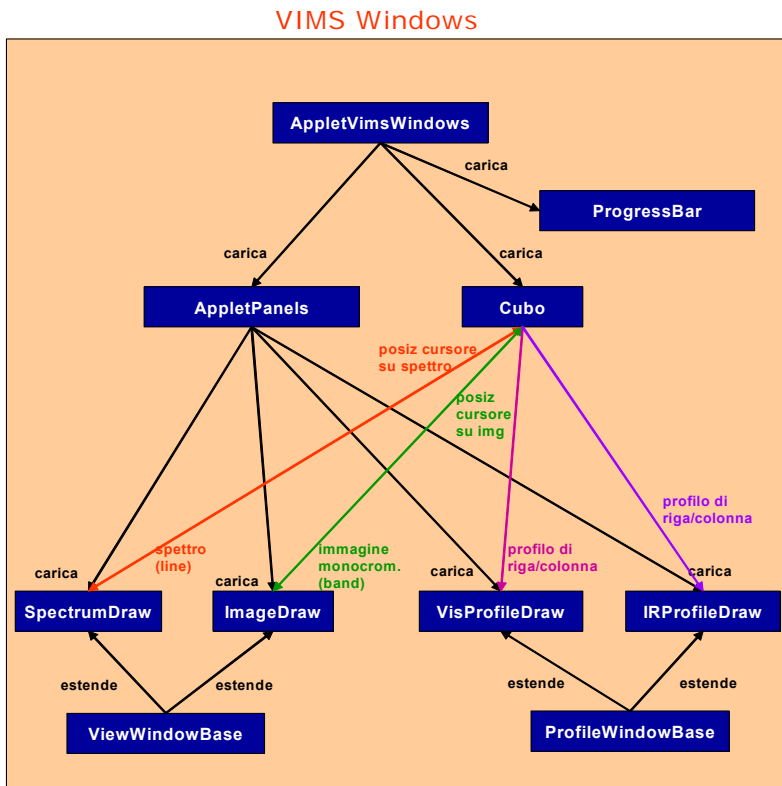 VIMS Windows
AppletVimsWindows
carica
ProgressBar
carica
carica
AppletPanels
Cubo
posiz cursore
su spettro
posiz
cursore
su img
profilo di
riga/colonna
spettro
(line)
immagine
monocrom.
(band)
profilo di
riga/colonna
carica
carica
carica
carica
SpectrumDraw
ImageDraw
VisProfileDraw
IRProfileDraw
estende
estende
estende
estende
ViewWindowBase
ProfileWindowBase